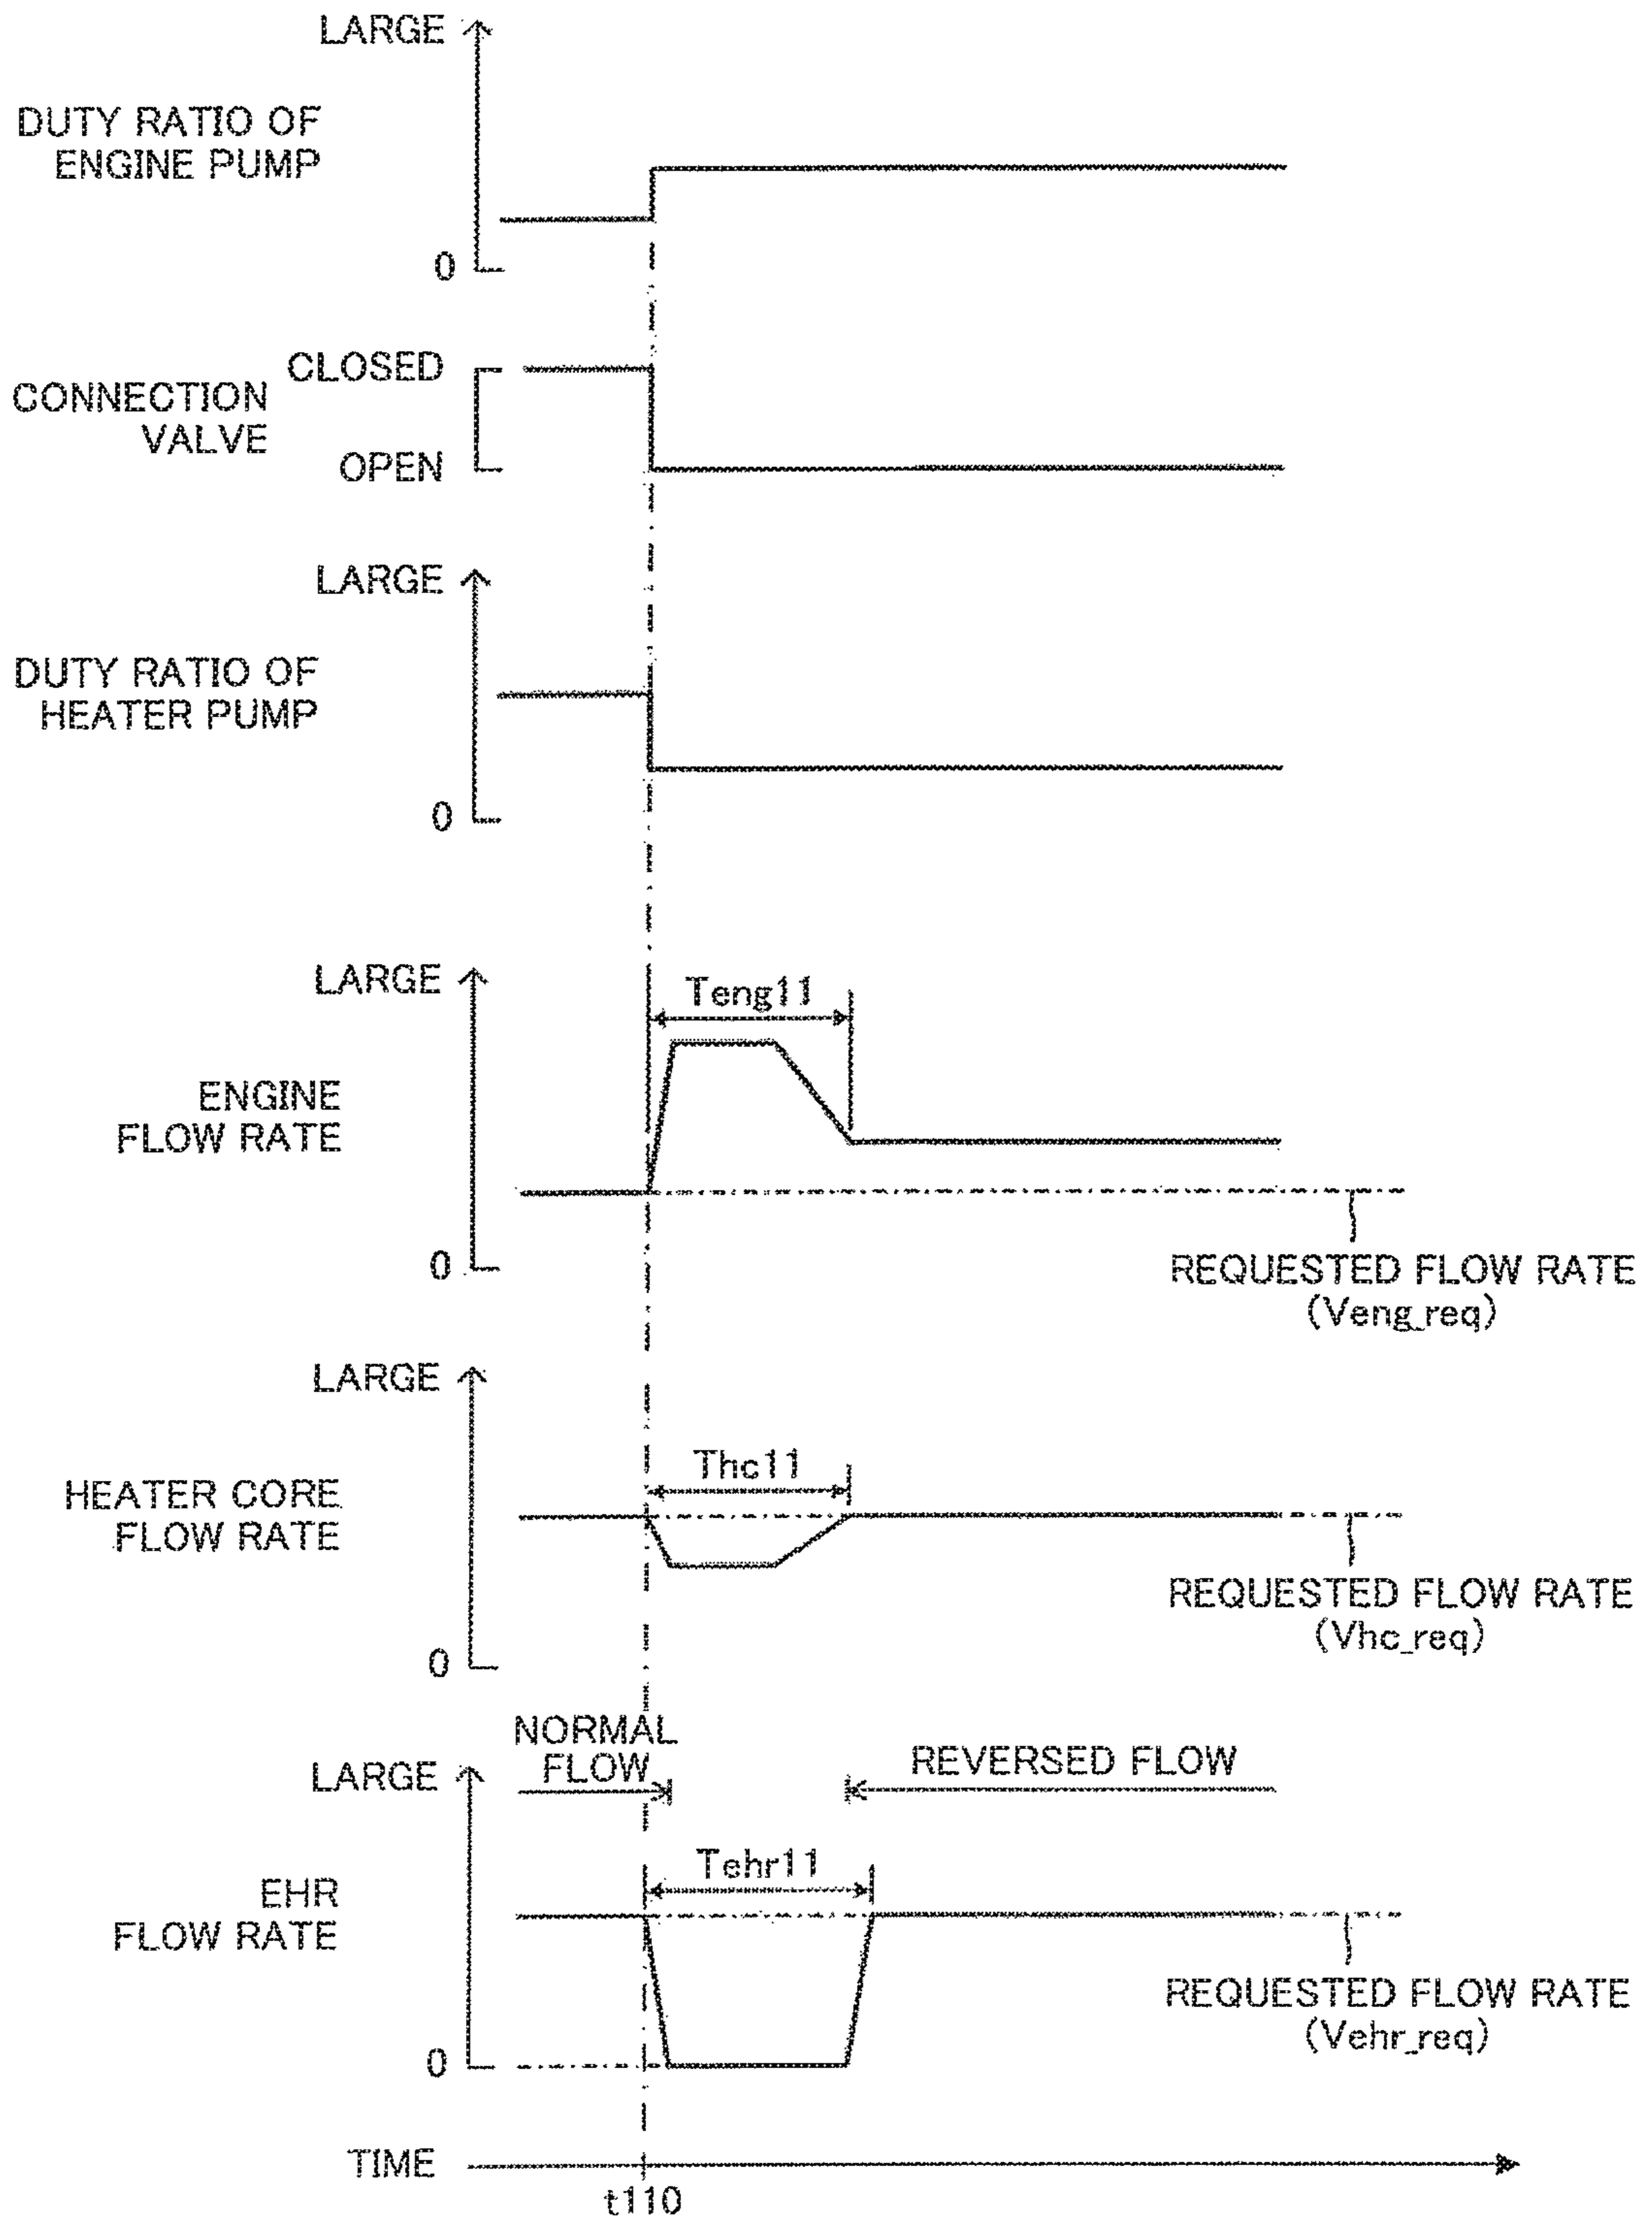 LARGE
DUTY RATIO OF
ENGINE PUMP
0
CLOSED
CONNECTION
VALVE
OPEN
LARGE
DUTY RATIO OF
HEATER PUMP
0
LARGE
Teng11
ENGINE
FLOW RATE
0
REQUESTED FLOW RATE
(Veng_req)
LARGE
Thc11
HEATER CORE
FLOW RATE
REQUESTED FLOW RATE
(Vhc_req)
0
NORMAL
FLOW
REVERSED FLOW
LARGE
Tehr11
EHR
FLOW RATE
REQUESTED FLOW RATE
(Vehr_req)
0
TIME
t110